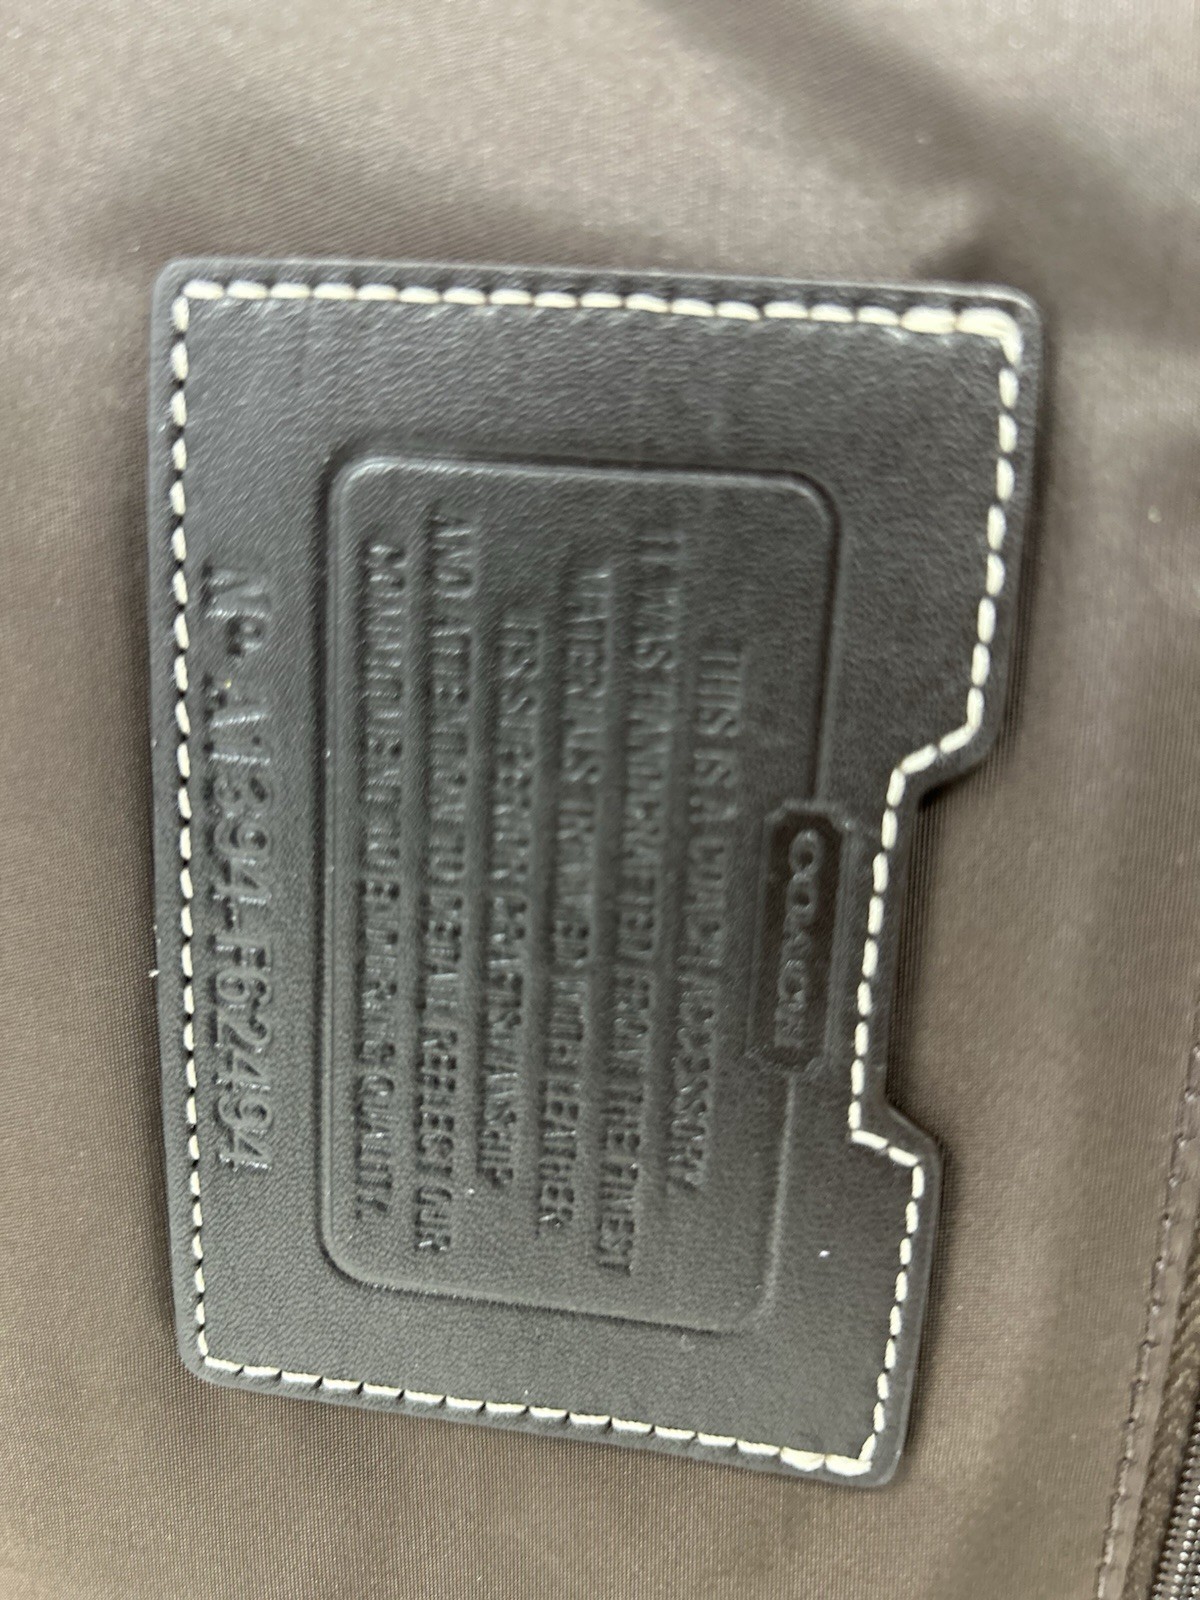 COACH
THIS IS A COACH ACCESSORY.
IT WAS HANDCRAFTED FROM THE FINEST
MATERIALS TRIMMED WITH LEATHER.
ITS SUPERIOR CRAFTSMANSHIP
AND ATTENTION TO DETAIL REFLECT OUR
COMMITMENT TO ENDURING QUALITY.
Nº. A1394-F62494